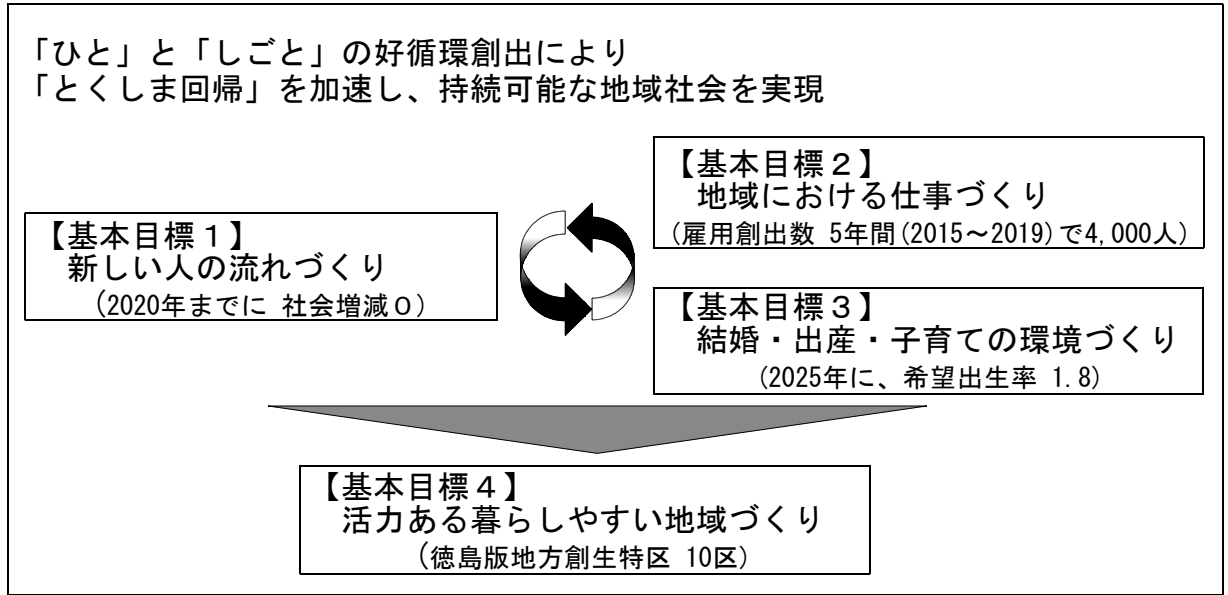 「ひと」と「しごと」の好循環創出により
「とくしま回帰」を加速し、持続可能な地域社会を実現
【基本目標１】
新しい人の流れづくり
(2020年までに 社会増減０)
【基本目標２】
地域における仕事づくり
(雇用創出数 5年間(2015～2019)で4,000人)
【基本目標３】
結婚・出産・子育ての環境づくり
(2025年に、希望出生率 1.8)
【基本目標４】
活力ある暮らしやすい地域づくり
(徳島版地方創生特区 10区)